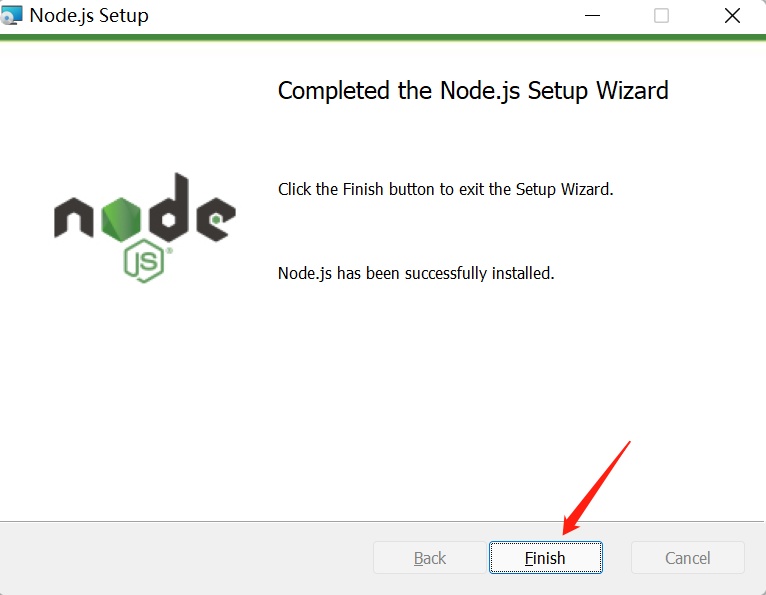 Node.js Setup
Completed the Node.js Setup Wizard
Click the Finish button to exit the Setup Wizard.
node
JS®
Node.js has been successfully installed.
Back
Finish
Cancel